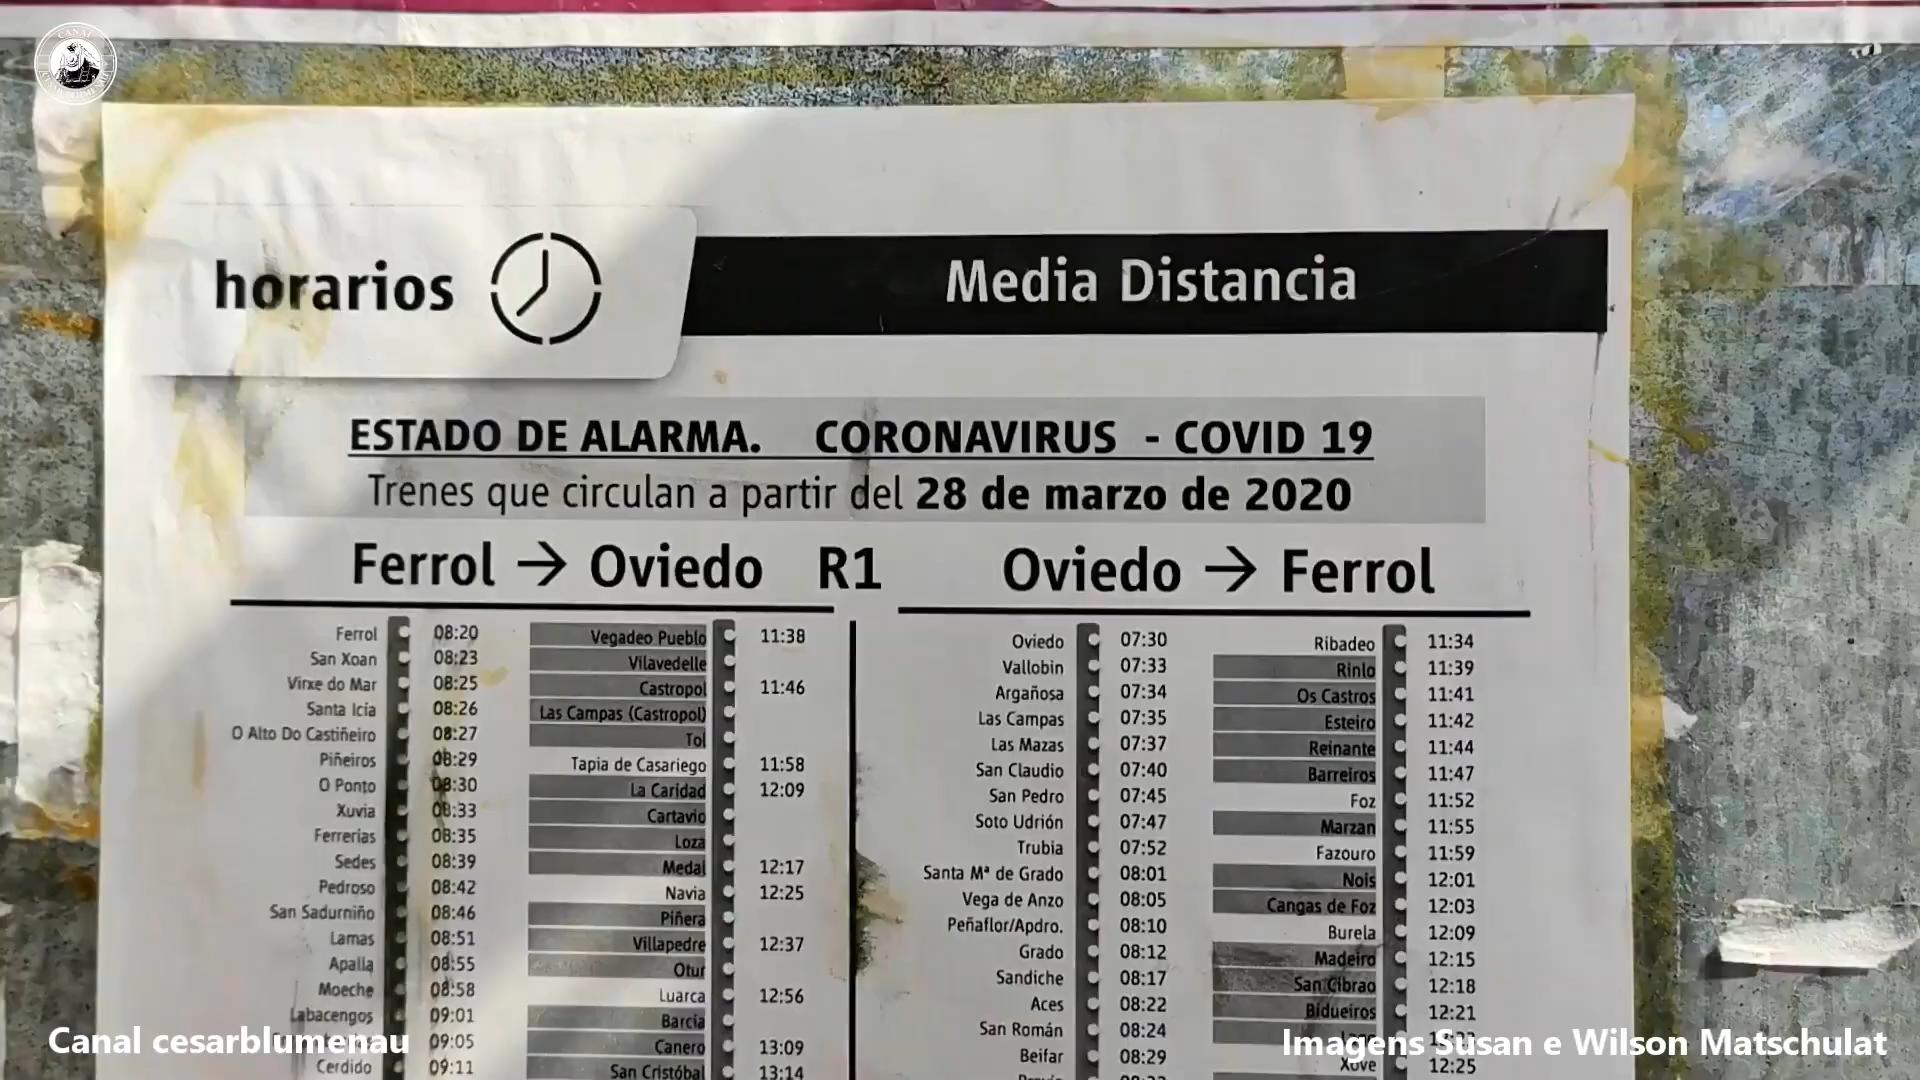 CANAL
horarios
Media Distancia
ESTADO DE ALARMA. CORONAVIRUS - COVID 19
Trenes que circulan a partir del 28 de marzo de 2020
Ferrol → Oviedo R1 Oviedo → Ferrol
Ferrol 08:20
San Xoan 08:23
Virxe do Mar 08:25
Santa Icía 08:26
O Alto Do Castiñeiro 08:27
Piñeiros 08:29
O Ponto 08:30
Xuvia 08:33
Ferrerias 08:35
Sedes 08:39
Pedroso 08:42
San Sadurniño 08:46
Lamas 08:51
Apalla 08:55
Moeche 08:58
Labacengos 09:01
09:05
Cerdido 09:11
Vegadeo Pueblo 11:38
Vilavedelle
Castropol 11:46
Las Campas (Castropol)
Tol
Tapia de Casariego 11:58
La Caridad 12:09
Cartavio
Loza
Medal 12:17
Navia 12:25
Piñera
Villapedre 12:37
Otur
Luarca 12:56
Barcia
Canero 13:09
San Cristóbal 13:14
Oviedo 07:30
Vallobin 07:33
Argañosa 07:34
Las Campas 07:35
Las Mazas 07:37
San Claudio 07:40
San Pedro 07:45
Soto Udrión 07:47
Trubia 07:52
Santa Mª de Grado 08:01
Vega de Anzo 08:05
Peñaflor/Apdro. 08:10
Grado 08:12
Sandiche 08:17
Aces 08:22
San Román 08:24
Beifar 08:29
Ribadeo 11:34
Rinlo 11:39
Os Castros 11:41
Esteiro 11:42
Reinante 11:44
Barreiros 11:47
Foz 11:52
Marzan 11:55
Fazouro 11:59
Nois 12:01
Cangas de Foz 12:03
Burela 12:09
Madeiro 12:15
San Cibrao 12:18
Bidueiros 12:21
Xove 12:25
Canal cesarblumenau
Imagens Susan e Wilson Matschulat